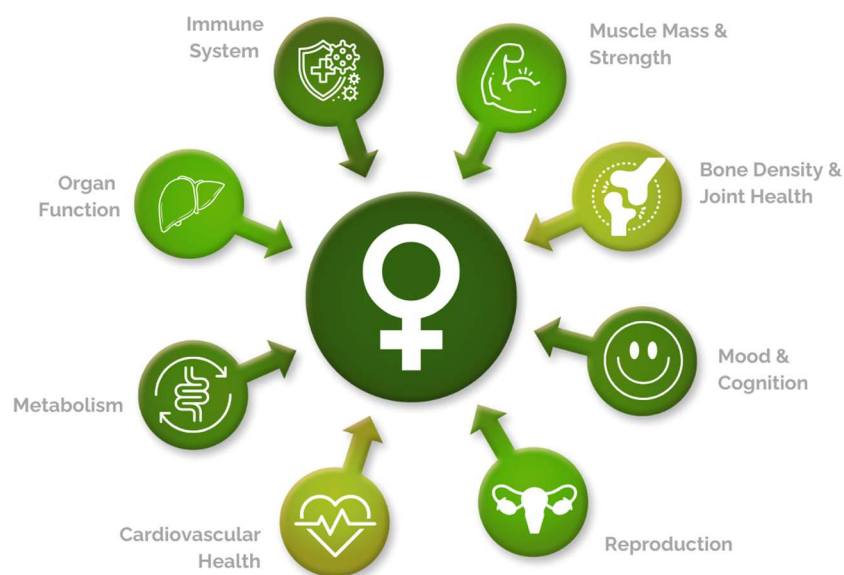 Immune
System
Muscle Mass &
Strength
Organ
Function
Bone Density &
Joint Health
Mood &
Cognition
Metabolism
Cardiovascular
Health
Reproduction